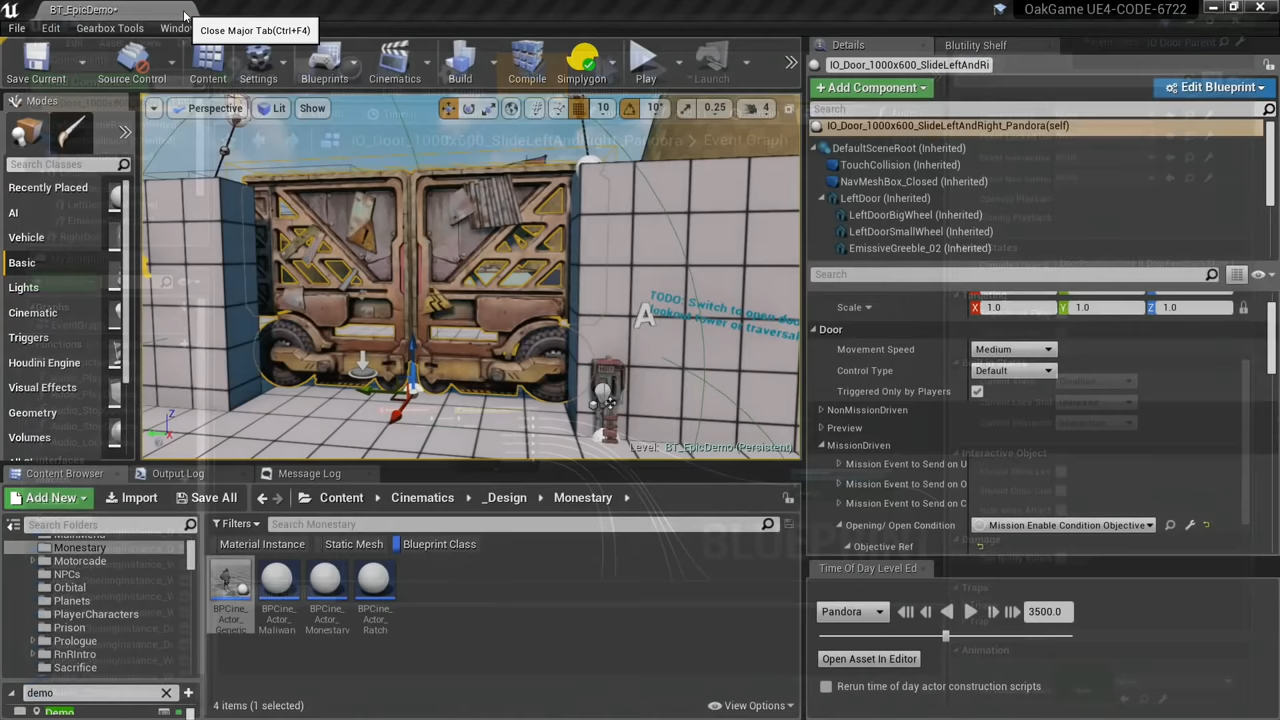 BT_EpicDemo*
OakGame UE4-CODE-6722
File Edit Gearbox Tools Windo
Close Major Tab(Ctrl+F4)
Save Current
Source Control
Content
Settings
Blueprints
Cinematics
Build
Compile
Simplygon
Play
Launch
Modes
Search Classes
Recently Placed
AI
Vehicle
Basic
Lights
Cinematic
Triggers
Houdini Engine
Visual Effects
Geometry
Volumes
Perspective Lit Show
10 10° 0.25 4
IO_Door_1000x600_SlideLeftAndRight_Pandora Event Graph
A
TODO: Switch to open doo
lookout tower or traversal
Level: BT_EpicDemo (Persistent)
Content Browser Output Log Message Log
Add New Import Save All Content Cinematics _Design Monestary
Search Folders
Monestary
Motorcade
NPCs
Orbital
Planets
PlayerCharacters
Prison
Prologue
RnRIntro
Sacrifice
demo
Demo
Filters Search Monestary
Material Instance Static Mesh Blueprint Class
BPCine_
Actor_
Generic
BPCine_
Actor_
Maliwan
BPCine_
Actor_
Monestary
BPCine_
Actor_
Ratch
4 items (1 selected)
View Options
Details Blutility Shelf
IO_Door_1000x600_SlideLeftAndRi
+ Add Component Edit Blueprint
Search
IO_Door_1000x600_SlideLeftAndRight_Pandora(self)
DefaultSceneRoot (Inherited)
TouchCollision (Inherited)
NavMeshBox_Closed (Inherited)
LeftDoor (Inherited)
LeftDoorBigWheel (Inherited)
LeftDoorSmallWheel (Inherited)
EmissiveGreeble_02 (Inherited)
Search
Scale X 1.0 Y 1.0 Z 1.0
Door
Movement Speed Medium
Control Type Default
Triggered Only by Players
NonMissionDriven
Preview
MissionDriven
Mission Event to Send on U
Mission Event to Send on O
Mission Event to Send on C
Opening/ Open Condition Mission Enable Condition Objective
Objective Ref
Time Of Day Level Ed
Pandora 3500.0
Open Asset In Editor
Rerun time of day actor construction scripts